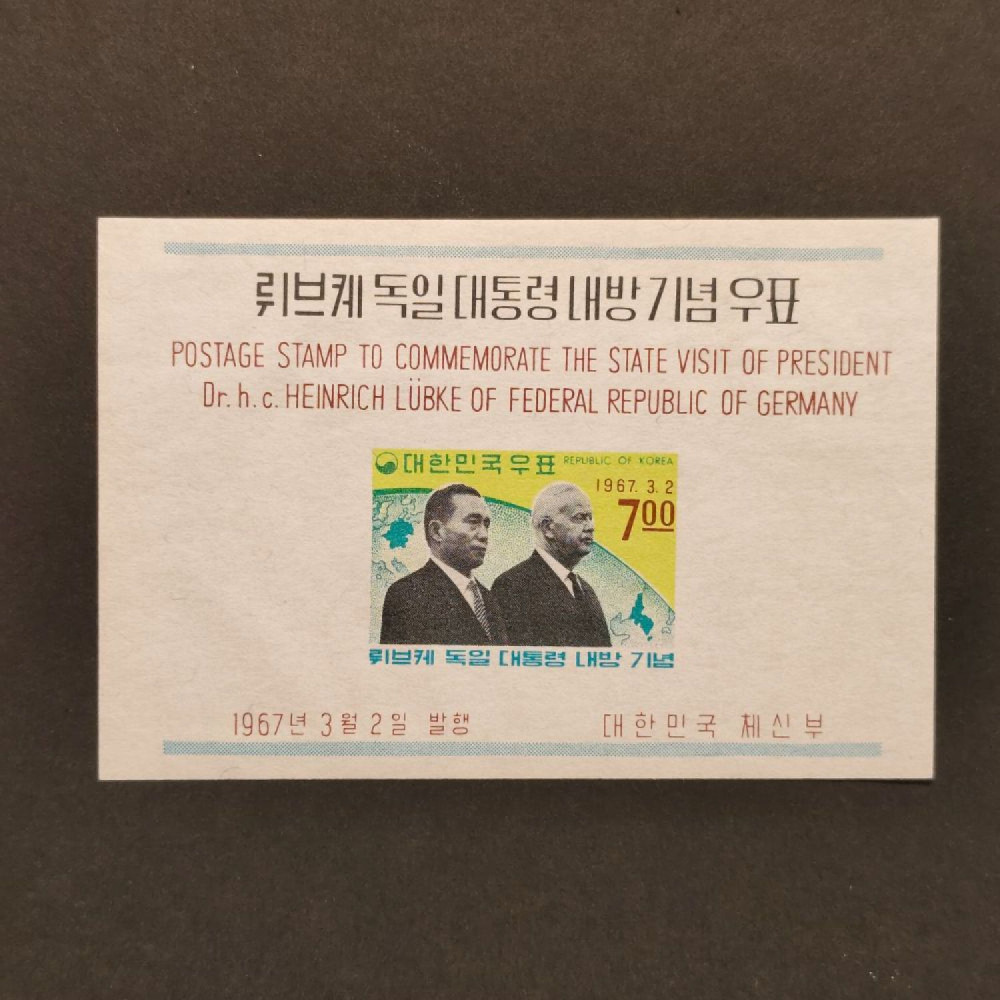 뤼브케 독일 대통령 내방 기념 우표
POSTAGE STAMP TO COMMEMORATE THE STATE VISIT OF PRESIDENT
Dr. h. c. HEINRICH LÜBKE OF FEDERAL REPUBLIC OF GERMANY
대한민국우표 REPUBLIC OF KOREA
1967. 3. 2
700
뤼브케 독일 대통령 내방 기념
1967년 3월 2일 발행 대한민국 체신부